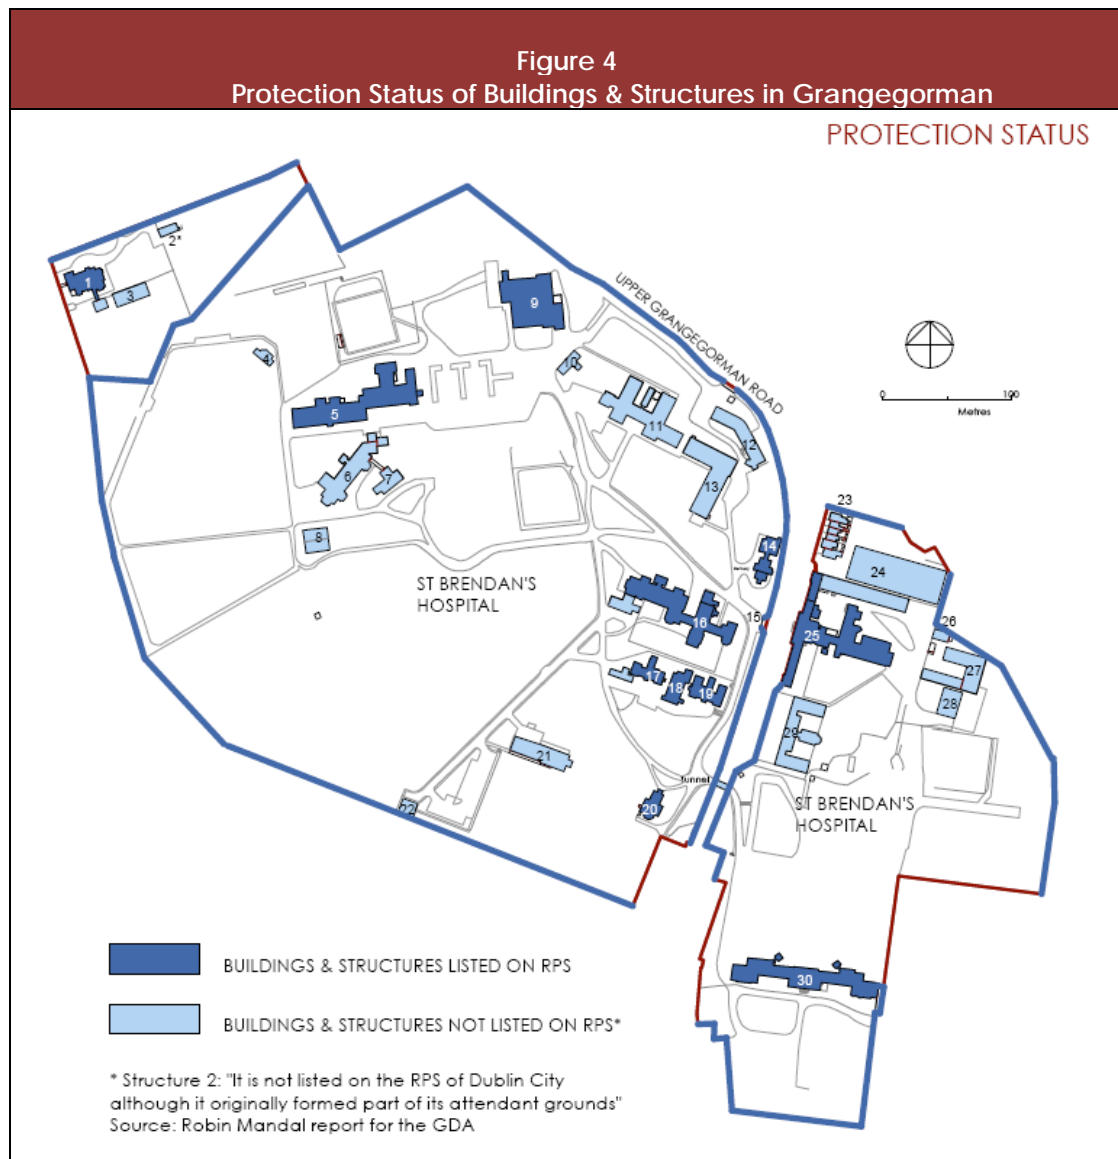 Figure 4
Protection Status of Buildings & Structures in Grangegorman
PROTECTION STATUS
UPPER GRANGEGORMAN ROAD
1
2*
3
4
5
6
7
8
9
10
11
12
13
14
15
16
17
18
19
20
21
22
23
24
25
26
27
28
29
30
0 100
Metres
ST BRENDAN'S
HOSPITAL
Tunnel
ST BRENDAN'S
HOSPITAL
BUILDINGS & STRUCTURES LISTED ON RPS
BUILDINGS & STRUCTURES NOT LISTED ON RPS*
* Structure 2: "It is not listed on the RPS of Dublin City
although it originally formed part of its attendant grounds"
Source: Robin Mandal report for the GDA